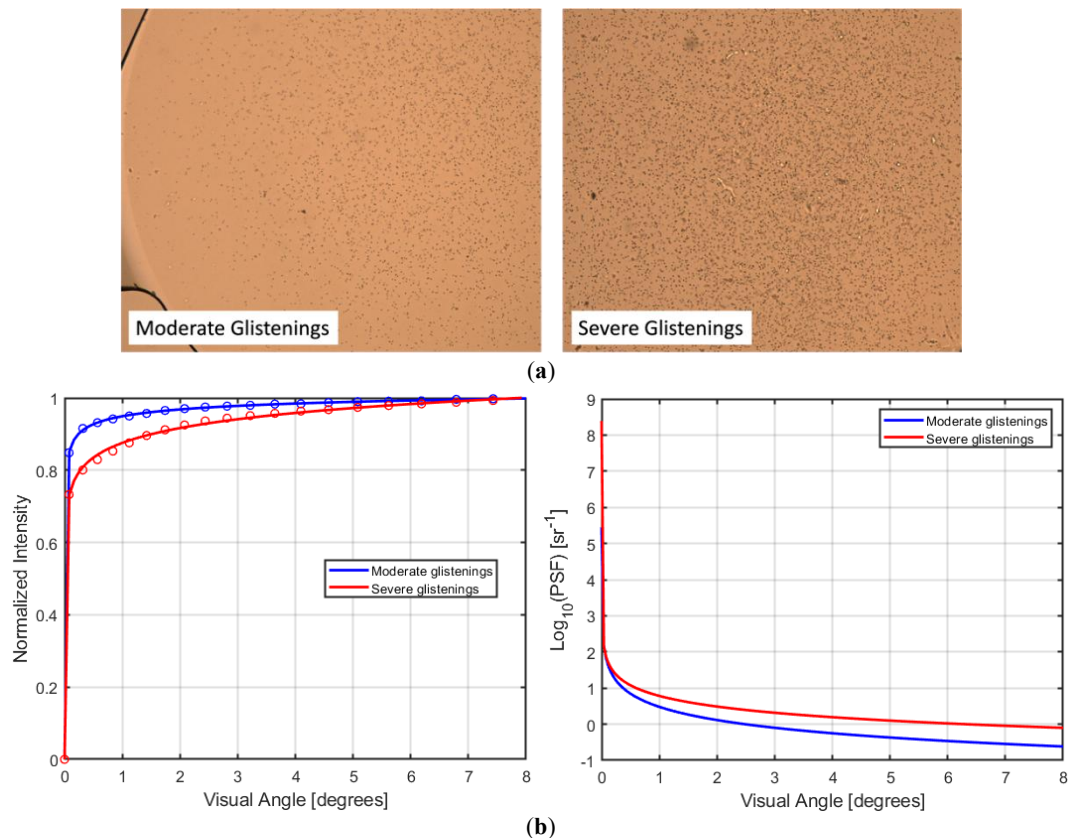 Moderate Glistenings
Severe Glistenings
(a)
1
0.8
0.6
0.4
0.2
0
Normalized Intensity
Moderate glistenings
Severe glistenings
0 1 2 3 4 5 6 7 8
Visual Angle [degrees]
9
8
7
6
5
4
3
2
1
0
-1
Log10(PSF) [sr-1]
Moderate glistenings
Severe glistenings
0 1 2 3 4 5 6 7 8
Visual Angle [degrees]
(b)